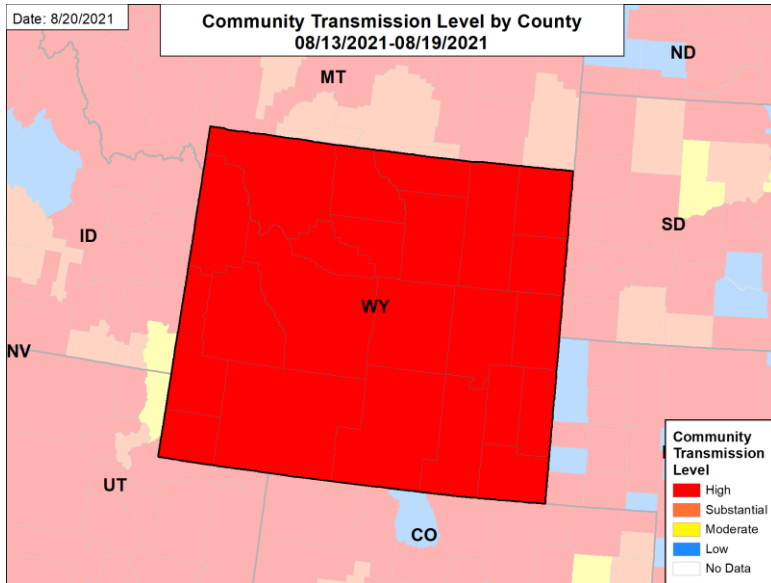 Date: 8/20/2021
Community Transmission Level by County
08/13/2021-08/19/2021
ND
MT
ID
SD
WY
NV
UT
CO
Community
Transmission
Level
High
Substantial
Moderate
Low
No Data